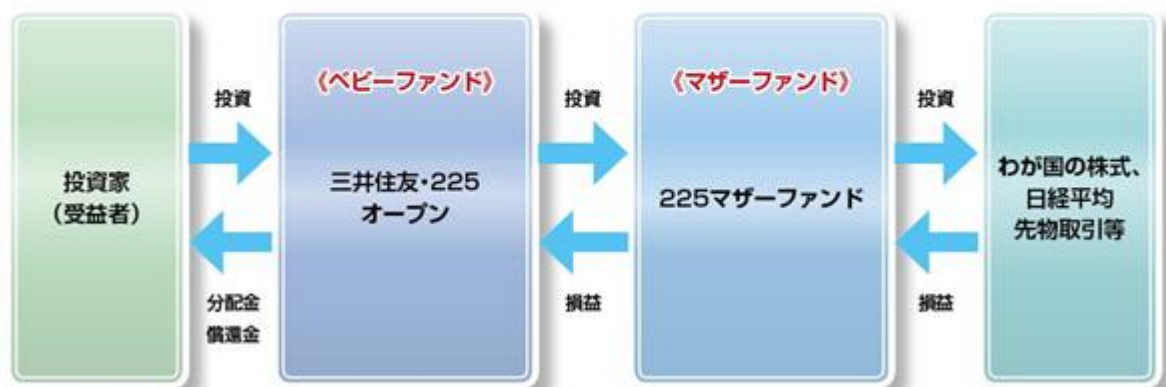 投資家
（受益者）
投資
分配金
償還金
《ベビーファンド》
三井住友・225
オープン
投資
損益
《マザーファンド》
225マザーファンド
投資
損益
わが国の株式、
日経平均
先物取引等